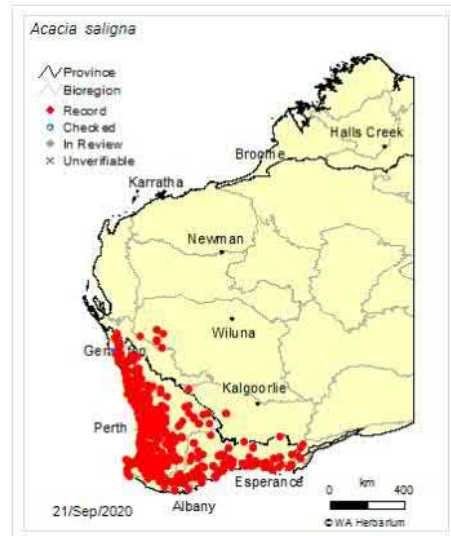 Acacia saligna
Province
Bioregion
Record
Checked
In Review
Unverifiable
Halls Creek
Broome
Karratha
Newman
Wiluna
Kalgoorlie
Perth
Esperance
Albany
0 km 400
21/Sep/2020
© WA Herbarium